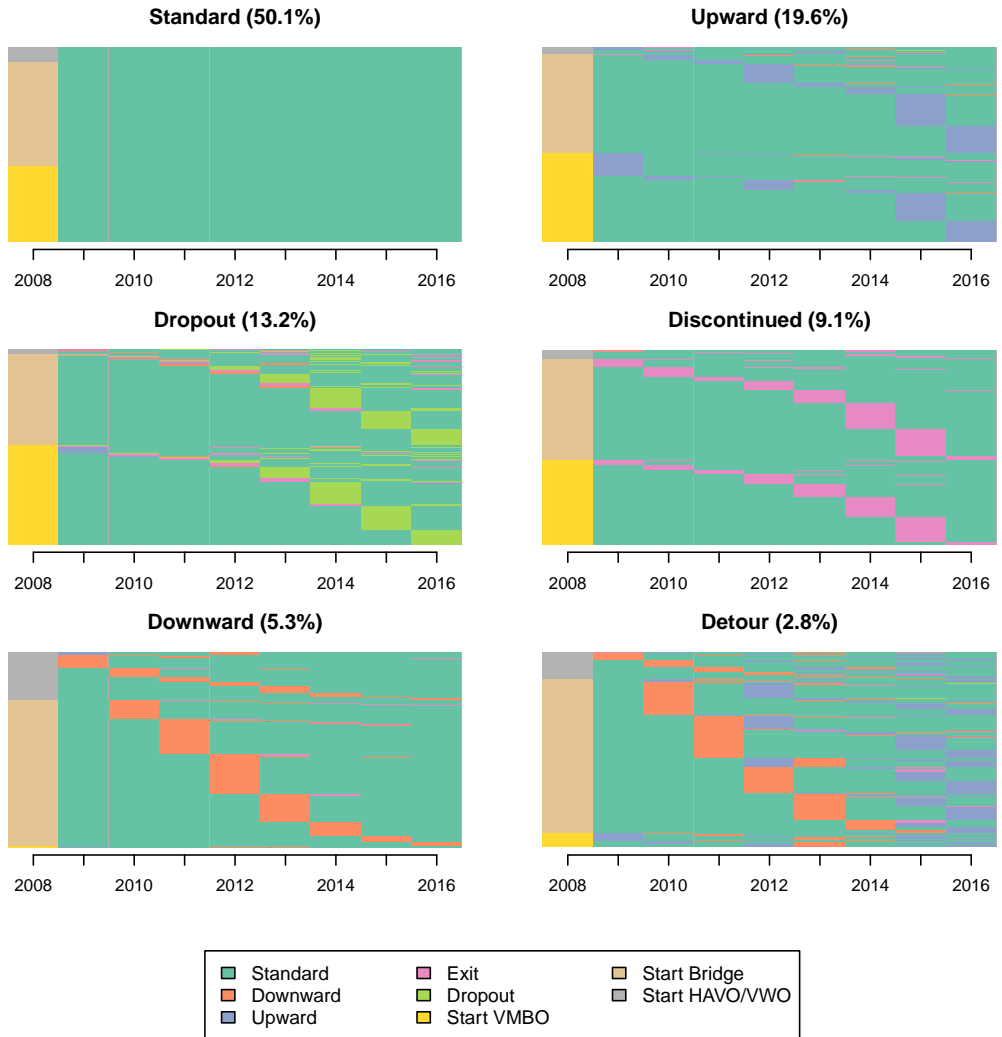 Standard (50.1%)
Upward (19.6%)
2008 2010 2012 2014 2016
2008 2010 2012 2014 2016
Dropout (13.2%)
Discontinued (9.1%)
2008 2010 2012 2014 2016
2008 2010 2012 2014 2016
Downward (5.3%)
Detour (2.8%)
2008 2010 2012 2014 2016
2008 2010 2012 2014 2016
Standard
Downward
Upward
Exit
Dropout
Start VMBO
Start Bridge
Start HAVO/VWO